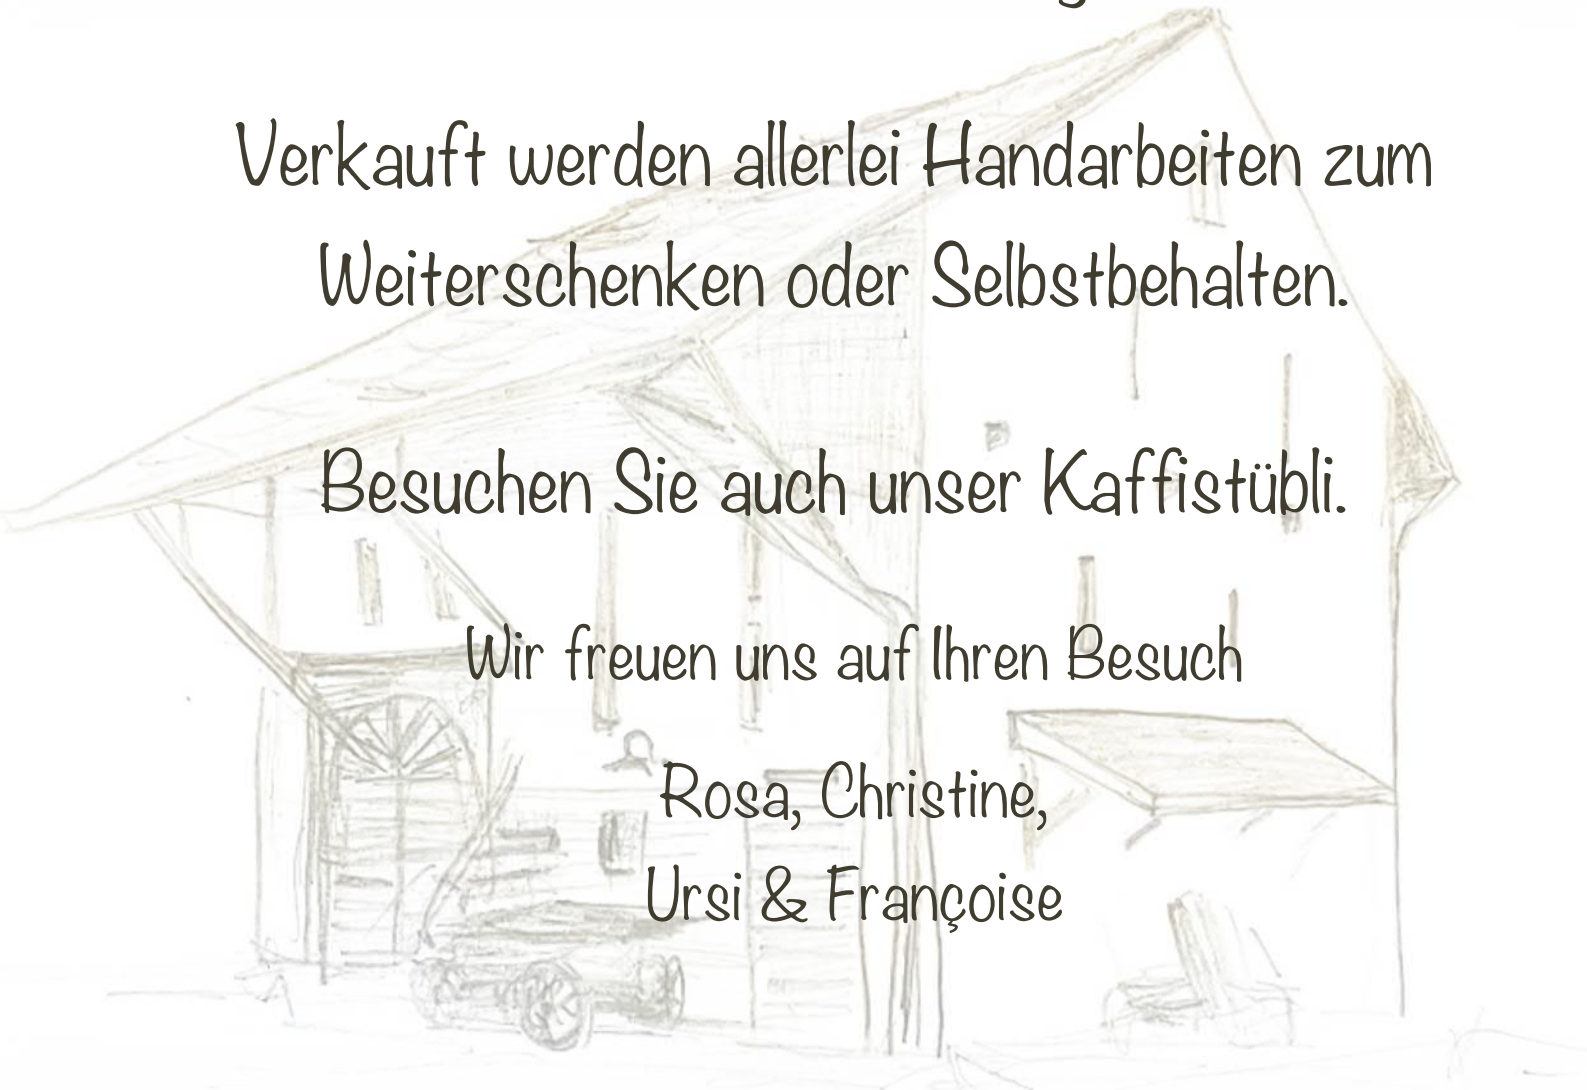 Verkauft werden allerlei Handarbeiten zum
Weiterschenken oder Selbstbehalten.
Besuchen Sie auch unser Kaffistübli.
Wir freuen uns auf Ihren Besuch
Rosa, Christine,
Ursi & Françoise